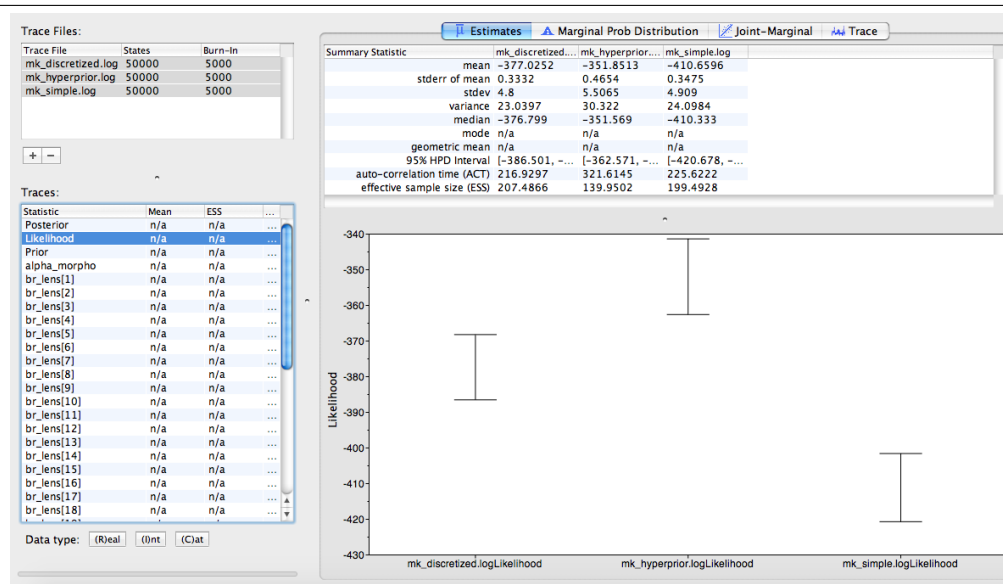 Trace Files:
Trace File States Burn-In
mk_discretized.log 50000 5000
mk_hyperprior.log 50000 5000
mk_simple.log 50000 5000
+ −
Traces:
Statistic Mean ESS ...
Posterior n/a n/a ...
Likelihood n/a n/a ...
Prior n/a n/a ...
alpha_morpho n/a n/a ...
br_lens[1] n/a n/a ...
br_lens[2] n/a n/a ...
br_lens[3] n/a n/a ...
br_lens[4] n/a n/a ...
br_lens[5] n/a n/a ...
br_lens[6] n/a n/a ...
br_lens[7] n/a n/a ...
br_lens[8] n/a n/a ...
br_lens[9] n/a n/a ...
br_lens[10] n/a n/a ...
br_lens[11] n/a n/a ...
br_lens[12] n/a n/a ...
br_lens[13] n/a n/a ...
br_lens[14] n/a n/a ...
br_lens[15] n/a n/a ...
br_lens[16] n/a n/a ...
br_lens[17] n/a n/a ...
br_lens[18] n/a n/a ...
Data type: (R)eal (I)nt (C)at
Estimates Marginal Prob Distribution Joint-Marginal Trace
Summary Statistic mk_discretized.... mk_hyperprior.... mk_simple.log
mean -377.0252 -351.8513 -410.6596
stderr of mean 0.3332 0.4654 0.3475
stdev 4.8 5.5065 4.909
variance 23.0397 30.322 24.0984
median -376.799 -351.569 -410.333
mode n/a n/a n/a
geometric mean n/a n/a n/a
95% HPD Interval [-386.501, -... [-362.571, -... [-420.678, -...
auto-correlation time (ACT) 216.9297 321.6145 225.6222
effective sample size (ESS) 207.4866 139.9502 199.4928
-340
-350
-360
-370
-380
-390
-400
-410
-420
-430
Likelihood
mk_discretized.logLikelihood mk_hyperprior.logLikelihood mk_simple.logLikelihood